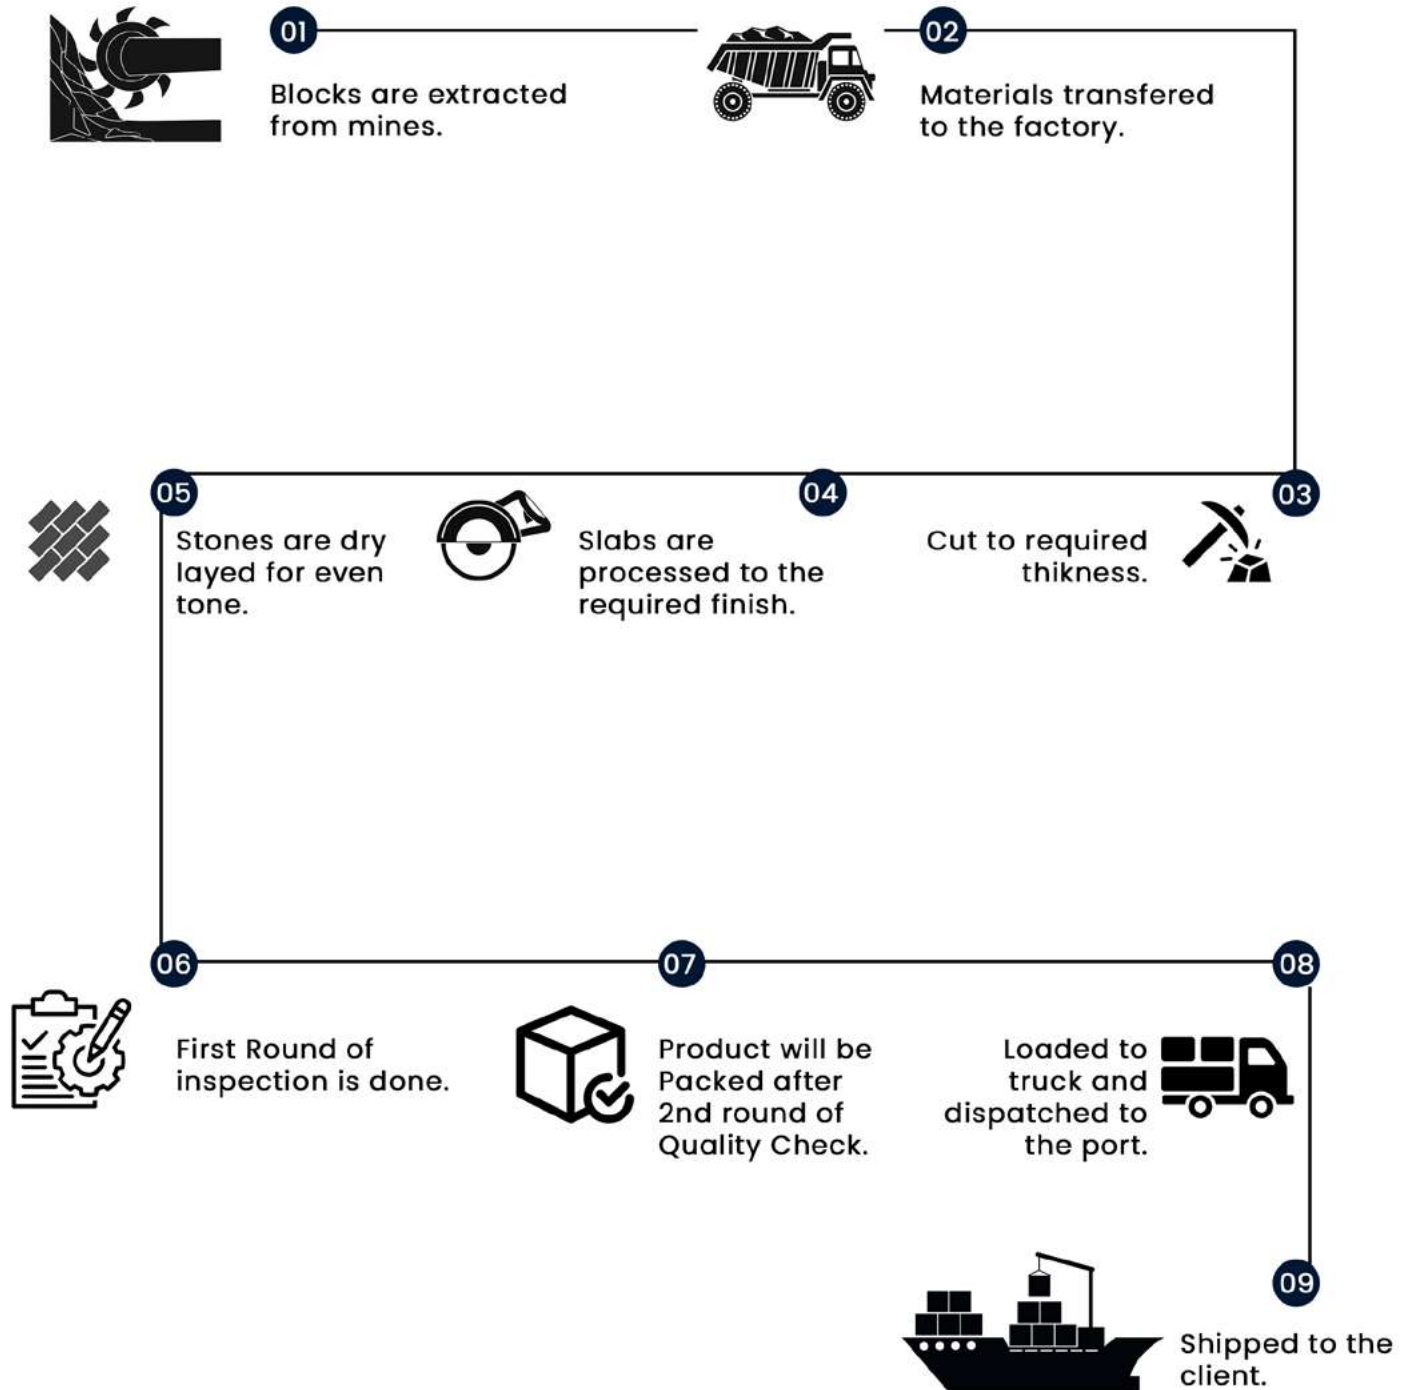 01
Blocks are extracted
from mines.
02
Materials transfered
to the factory.
03
Cut to required
thikness.
04
Slabs are
processed to the
required finish.
05
Stones are dry
layed for even
tone.
06
First Round of
inspection is done.
07
Product will be
Packed after
2nd round of
Quality Check.
08
Loaded to
truck and
dispatched to
the port.
09
Shipped to the
client.